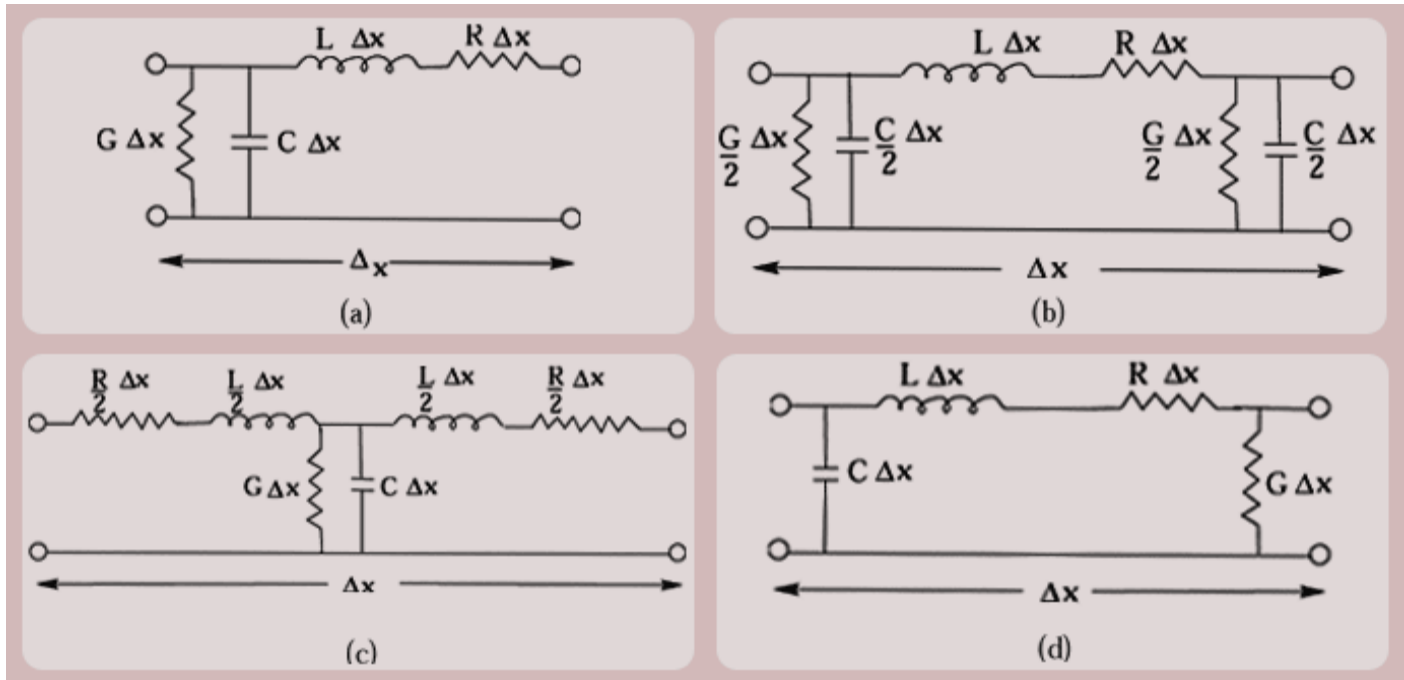 L Δx
R Δx
G Δx
C Δx
Δx
(a)
L Δx
R Δx
G/2 Δx
C/2 Δx
G/2 Δx
C/2 Δx
Δx
(b)
R/2 Δx
L/2 Δx
L/2 Δx
R/2 Δx
G Δx
C Δx
Δx
(c)
L Δx
R Δx
C Δx
G Δx
Δx
(d)